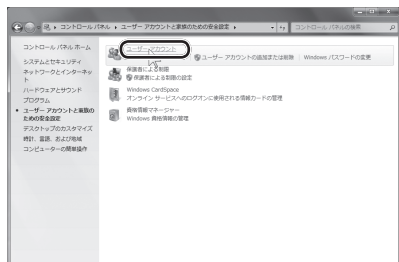 コントロール パネル ▸ ユーザー アカウントと家族のための安全設定 ▸
コントロール パネルの検索
コントロール パネル ホーム
システムとセキュリティ
ネットワークとインターネット
ハードウェアとサウンド
プログラム
ユーザー アカウントと家族のための安全設定
デスクトップのカスタマイズ
時計、言語、および地域
コンピューターの簡単操作
ユーザー アカウント
ユーザー アカウントの追加または削除 | Windows パスワードの変更
保護者による制限
保護者による制限の設定
Windows CardSpace
オンライン サービスへのログオンに使用される情報カードの管理
資格情報マネージャー
Windows 資格情報の管理